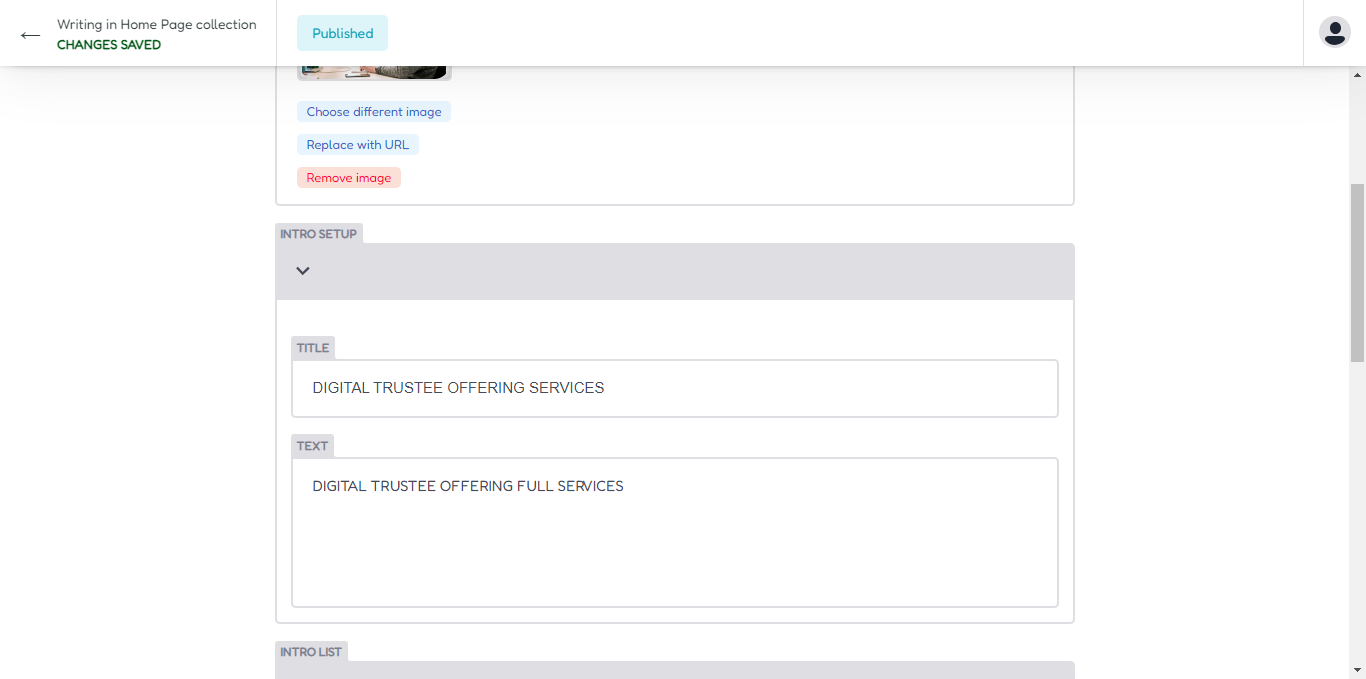 Writing in Home Page collection
CHANGES SAVED
Published
Choose different image
Replace with URL
Remove image
INTRO SETUP
TITLE
DIGITAL TRUSTEE OFFERING SERVICES
TEXT
DIGITAL TRUSTEE OFFERING FULL SERVICES
INTRO LIST